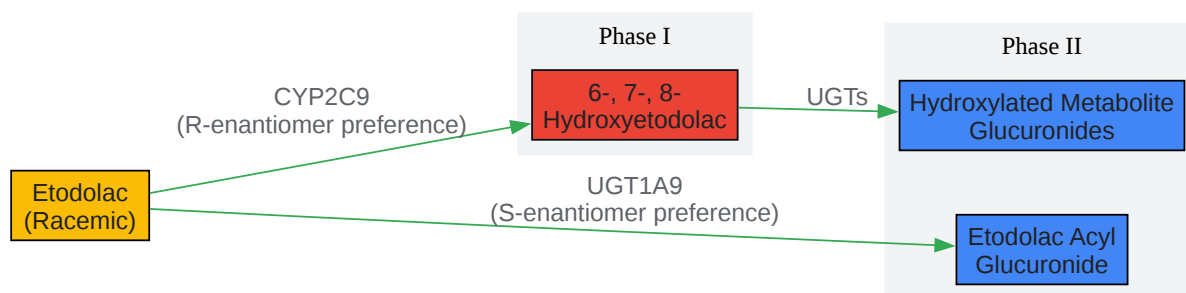 Phase I
Phase II
CYP2C9
(R-enantiomer preference)
6-, 7-, 8-
Hydroxyetodolac
UGTs
Hydroxylated Metabolite
Glucuronides
Etodolac
(Racemic)
UGT1A9
(S-enantiomer preference)
Etodolac Acyl
Glucuronide